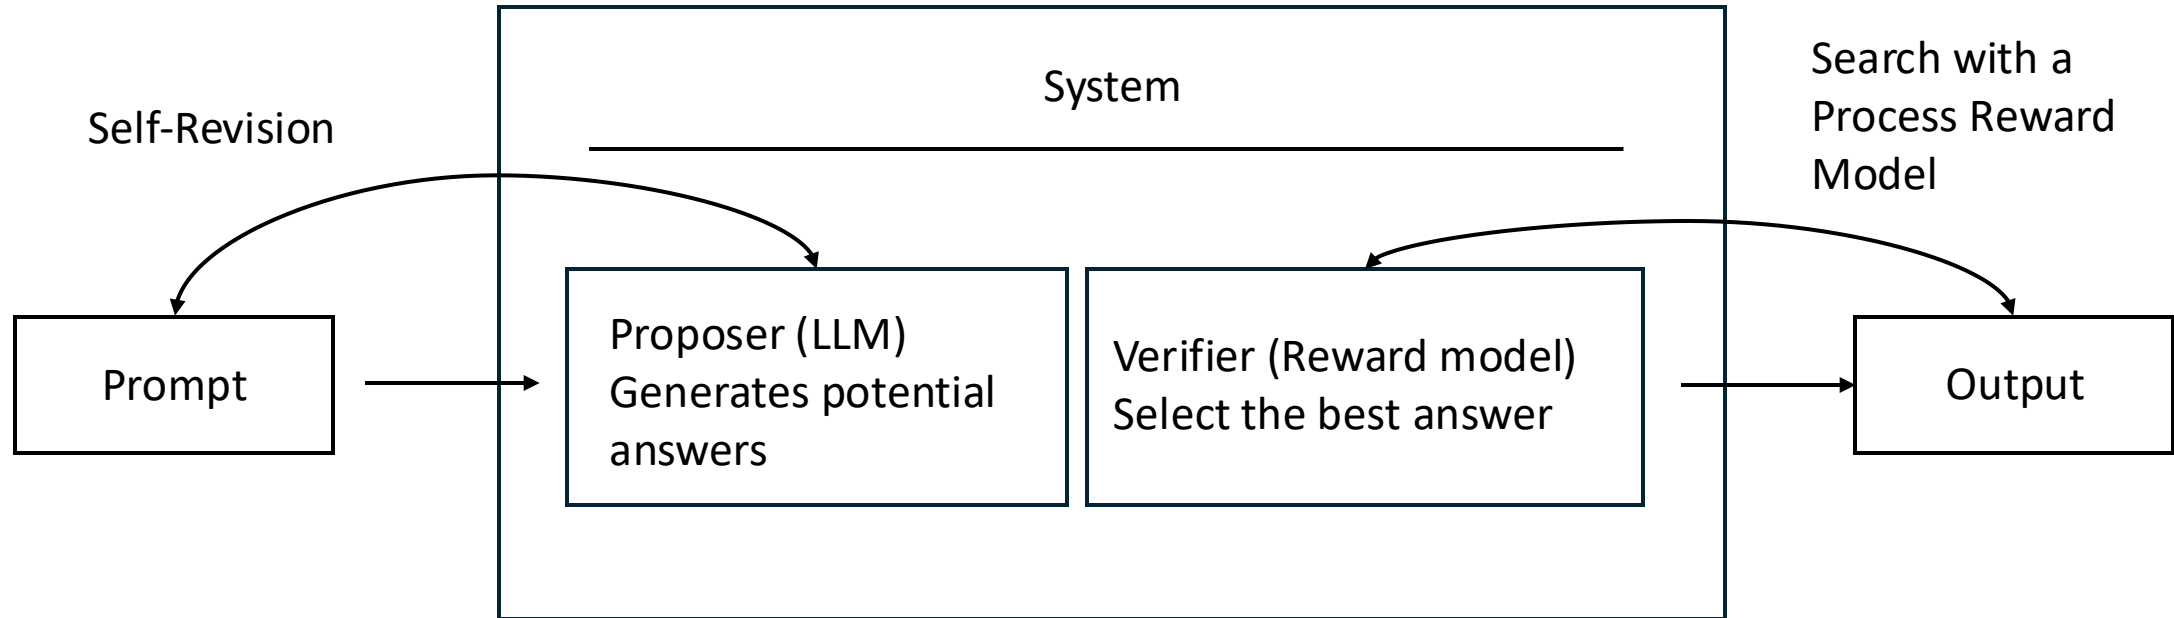 System
Self-Revision
Search with a
Process Reward
Model
Prompt
Proposer (LLM)
Generates potential
answers
Verifier (Reward model)
Select the best answer
Output